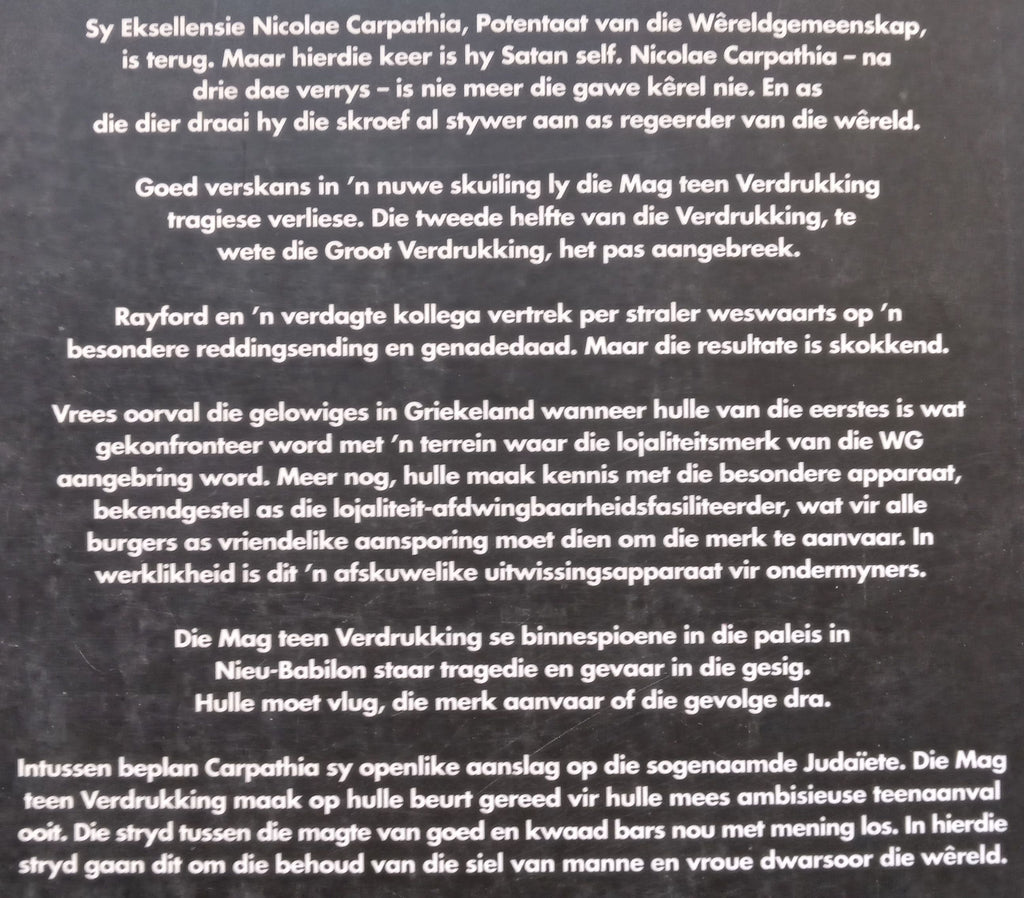 Sy Eksellensie Nicolae Carpathia, Potentaat van die Wêreldgemeenskap,
is terug. Maar hierdie keer is hy Satan self. Nicolae Carpathia – na
drie dae verrys – is nie meer die gawe kêrel nie. En as
die dier draai hy die skroef al stywer aan as regeerder van die wêreld.
Goed verskans in 'n nuwe skuiling ly die Mag teen Verdrukking
tragiese verliese. Die tweede helfte van die Verdrukking, te
wete die Groot Verdrukking, het pas aangebreek.
Rayford en 'n verdagte kollega vertrek per straler weswaarts op 'n
besondere reddingsending en genadedaad. Maar die resultate is skokkend.
Vrees oorval die gelowiges in Griekeland wanneer hulle van die eerstes is wat
gekonfronteer word met 'n terrein waar die lojaliteitsmerk van die WG
aangebring word. Meer nog, hulle maak kennis met die besondere apparaat,
bekendgestel as die lojaliteit-afdwingbaarheidsfasiliteerder, wat vir alle
burgers as vriendelike aansporing moet dien om die merk te aanvaar. In
werklikheid is dit 'n afskuwelike uitwissingsapparaat vir ondermyners.
Die Mag teen Verdrukking se binnespioene in die paleis in
Nieu-Babilon staar tragedie en gevaar in die gesig.
Hulle moet vlug, die merk aanvaar of die gevolge dra.
Intussen beplan Carpathia sy openlike aanslag op die sogenaamde Judaïete. Die Mag
teen Verdrukking maak op hulle beurt gereed vir hulle mees ambisieuse teenaanval
ooit. Die stryd tussen die magte van goed en kwaad bars nou met mening los. In hierdie
stryd gaan dit om die behoud van die siel van manne en vroue dwarsoor die wêreld.